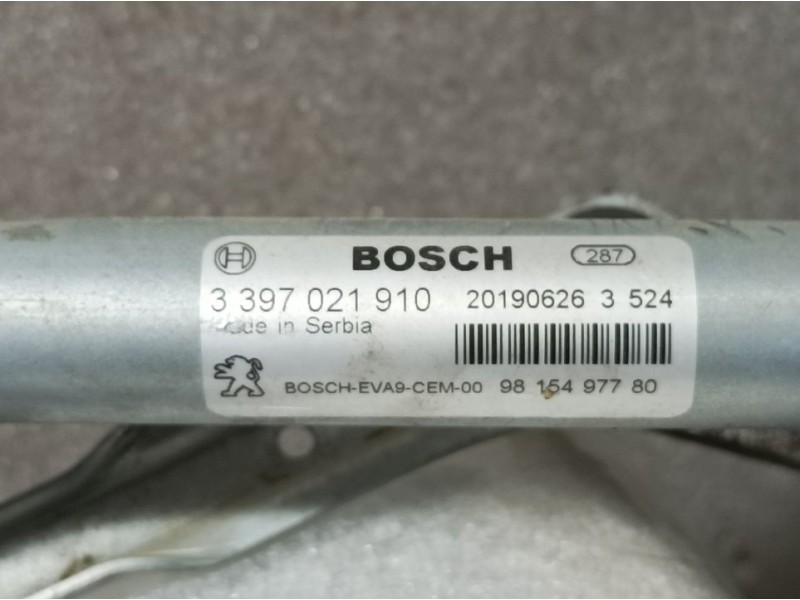 BOSCH 287
3 397 021 910 20190626 3 524
Made in Serbia
BOSCH-EVA9-CEM-00 98 154 977 80